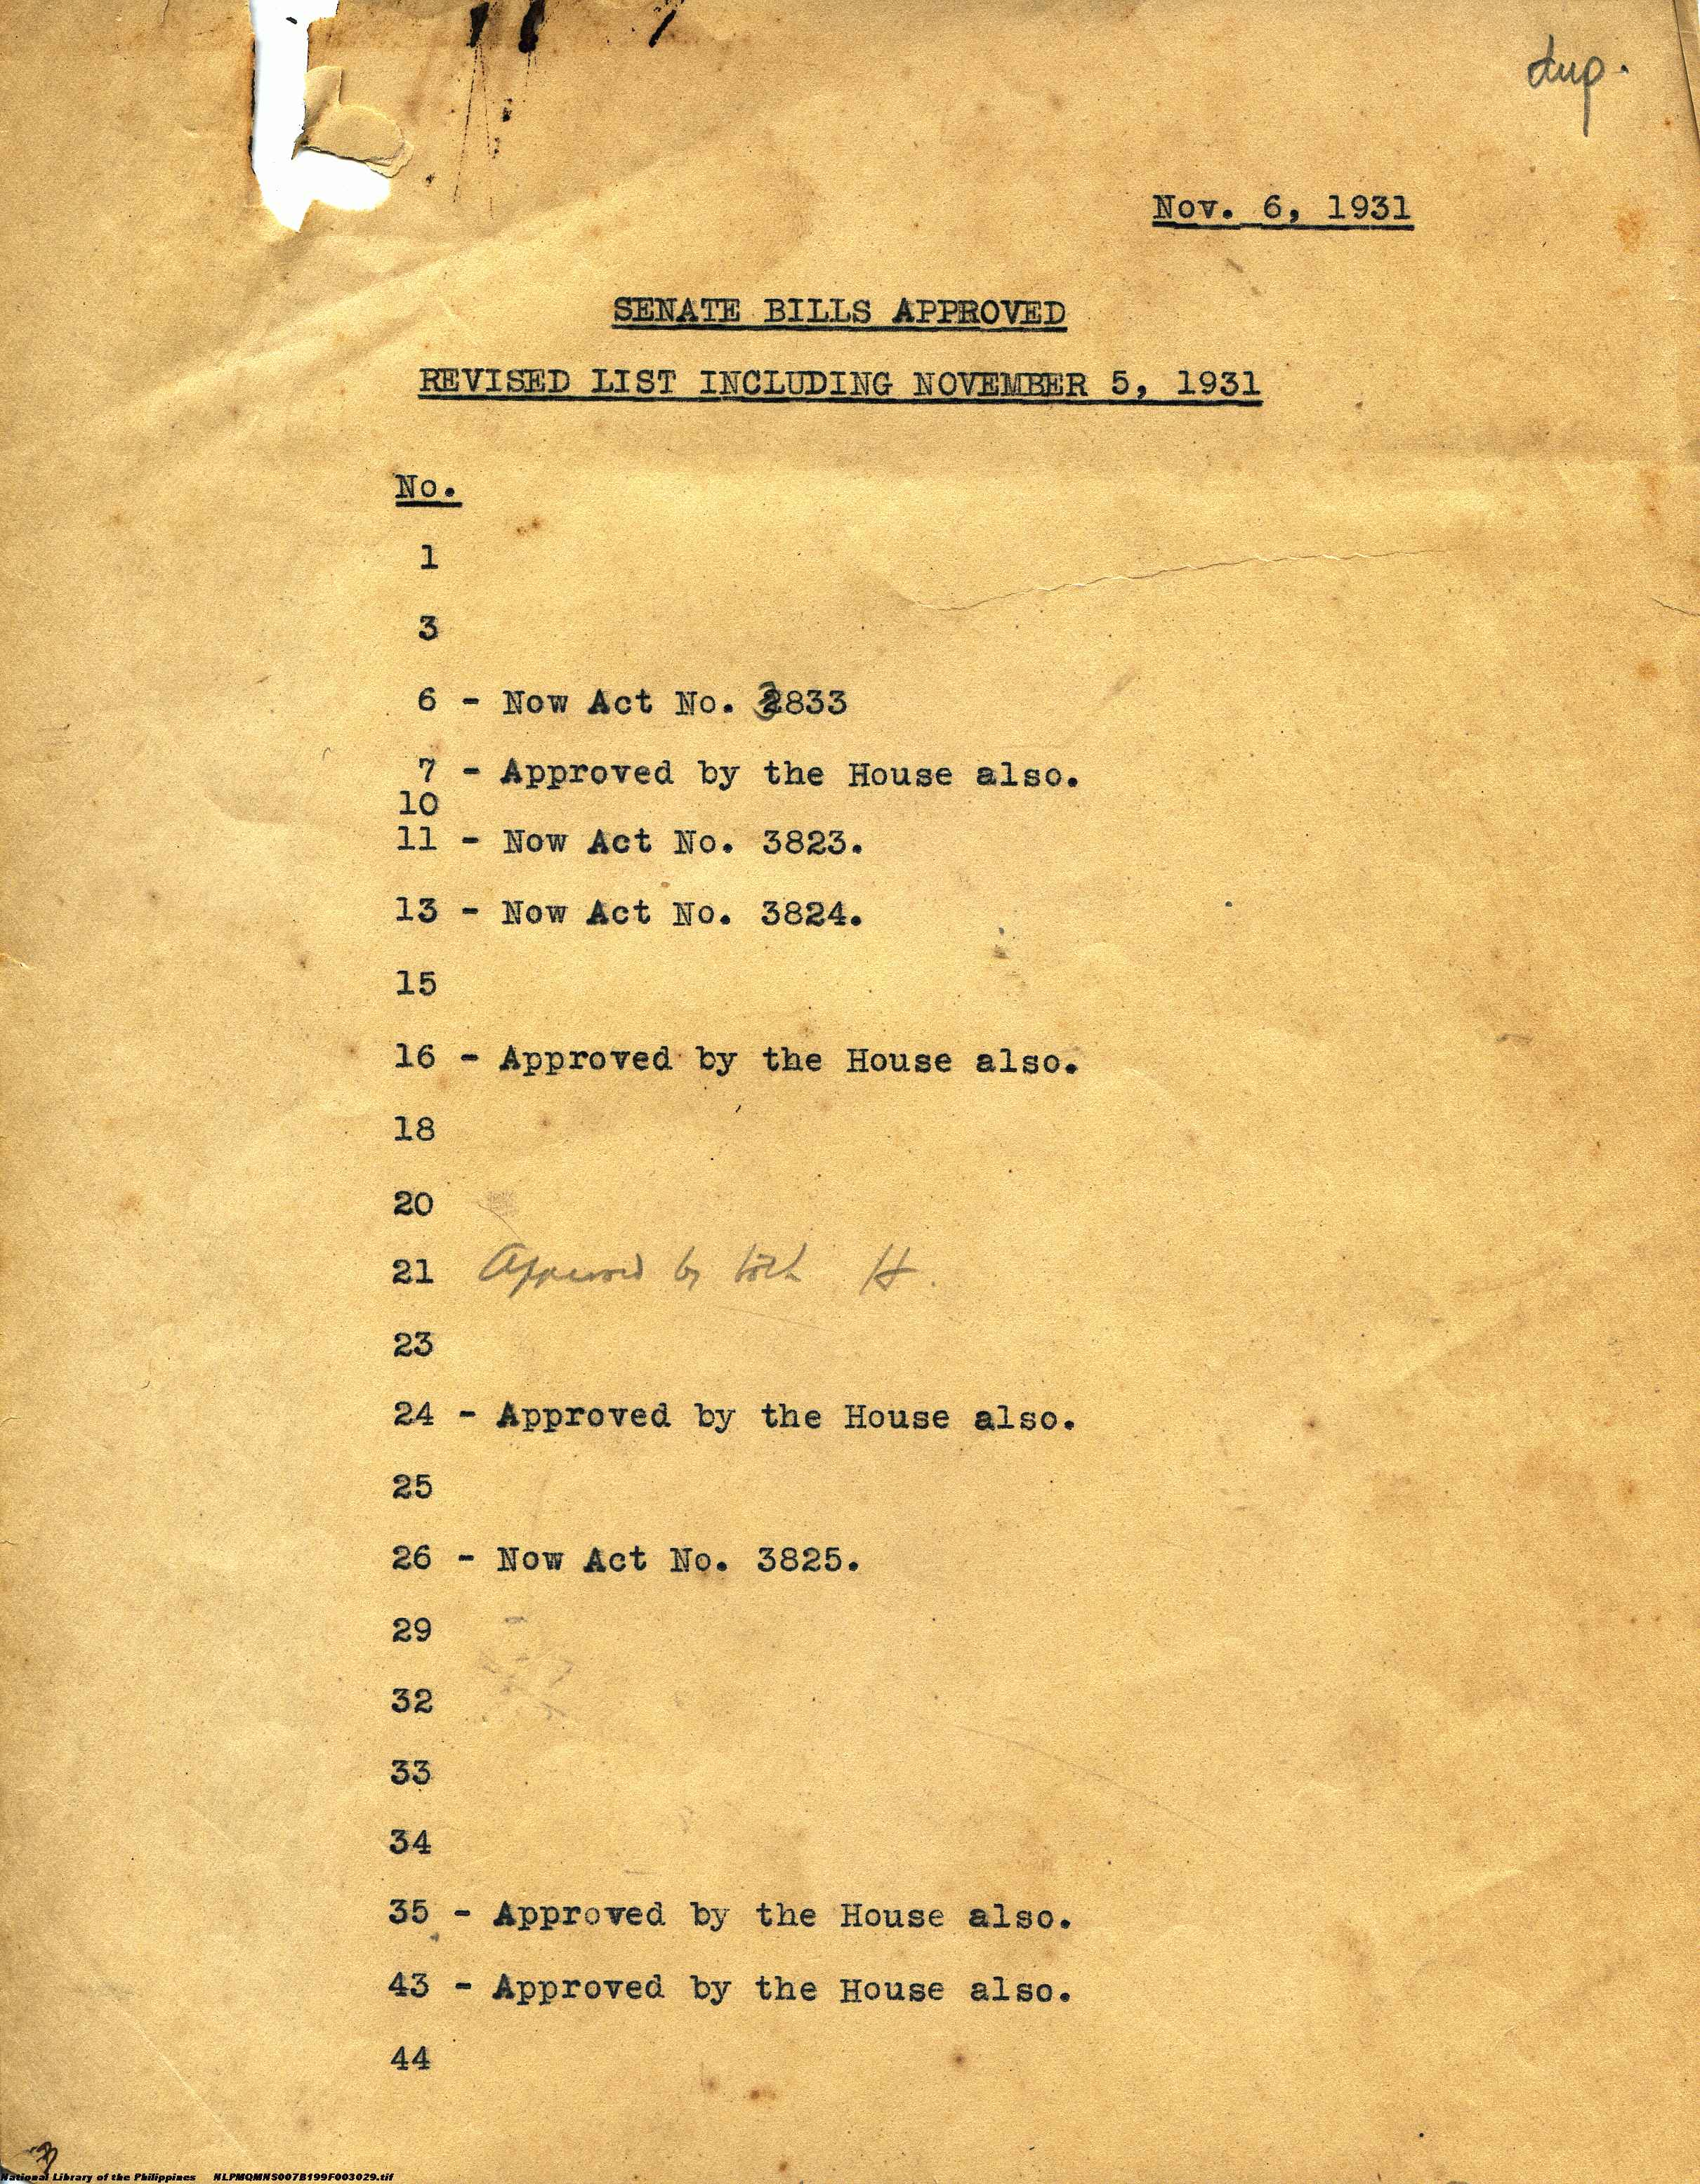 dup.
Nov. 6, 1931
SENATE BILLS APPROVED
REVISED LIST INCLUDING NOVEMBER 5, 1931
No.
1
3
6 - Now Act No. 3833
7 - Approved by the House also.
10
11 - Now Act No. 3823.
13 - Now Act No. 3824.
15
16 - Approved by the House also.
18
20
21 Approved by both H.
23
24 - Approved by the House also.
25
26 - Now Act No. 3825.
29
32
33
34
35 - Approved by the House also.
43 - Approved by the House also.
44
National Library of the Philippines NLPMQMNS007B199F003029.tif